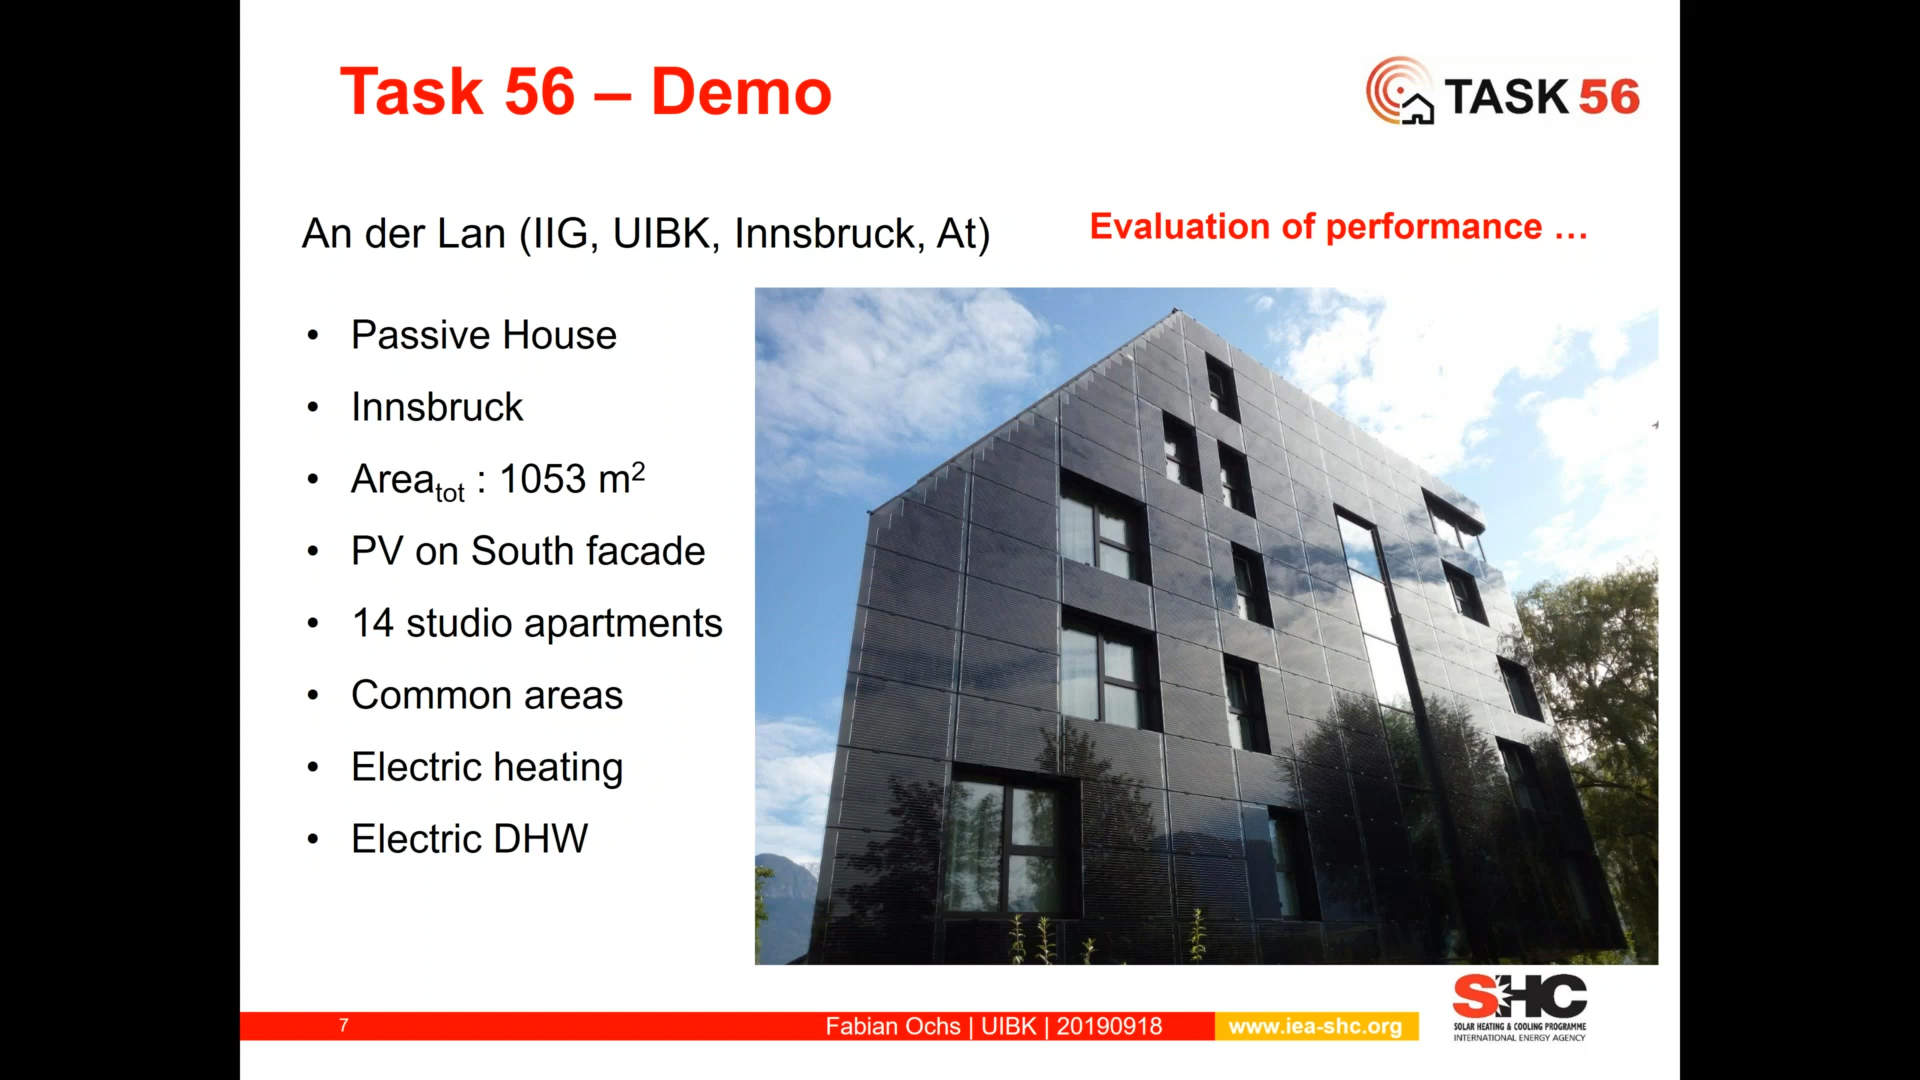 Task 56 – Demo
TASK 56
An der Lan (IIG, UIBK, Innsbruck, At)
Evaluation of performance …
• Passive House
• Innsbruck
• Areatot : 1053 m²
• PV on South facade
• 14 studio apartments
• Common areas
• Electric heating
• Electric DHW
7
Fabian Ochs | UIBK | 20190918
www.iea-shc.org
SHC
SOLAR HEATING & COOLING PROGRAMME
INTERNATIONAL ENERGY AGENCY